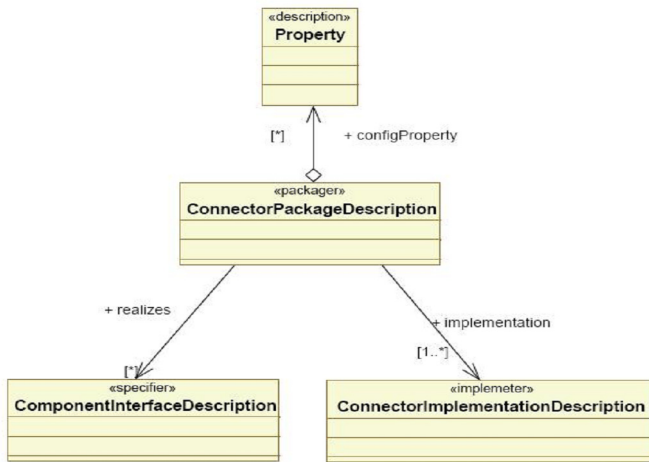 «description»
Property
[*]
+ configProperty
«packager»
ConnectorPackageDescription
+ realizes
+ implementation
[*]
[1..*]
«specifier»
ComponentInterfaceDescription
«implemeter»
ConnectorImplementationDescription